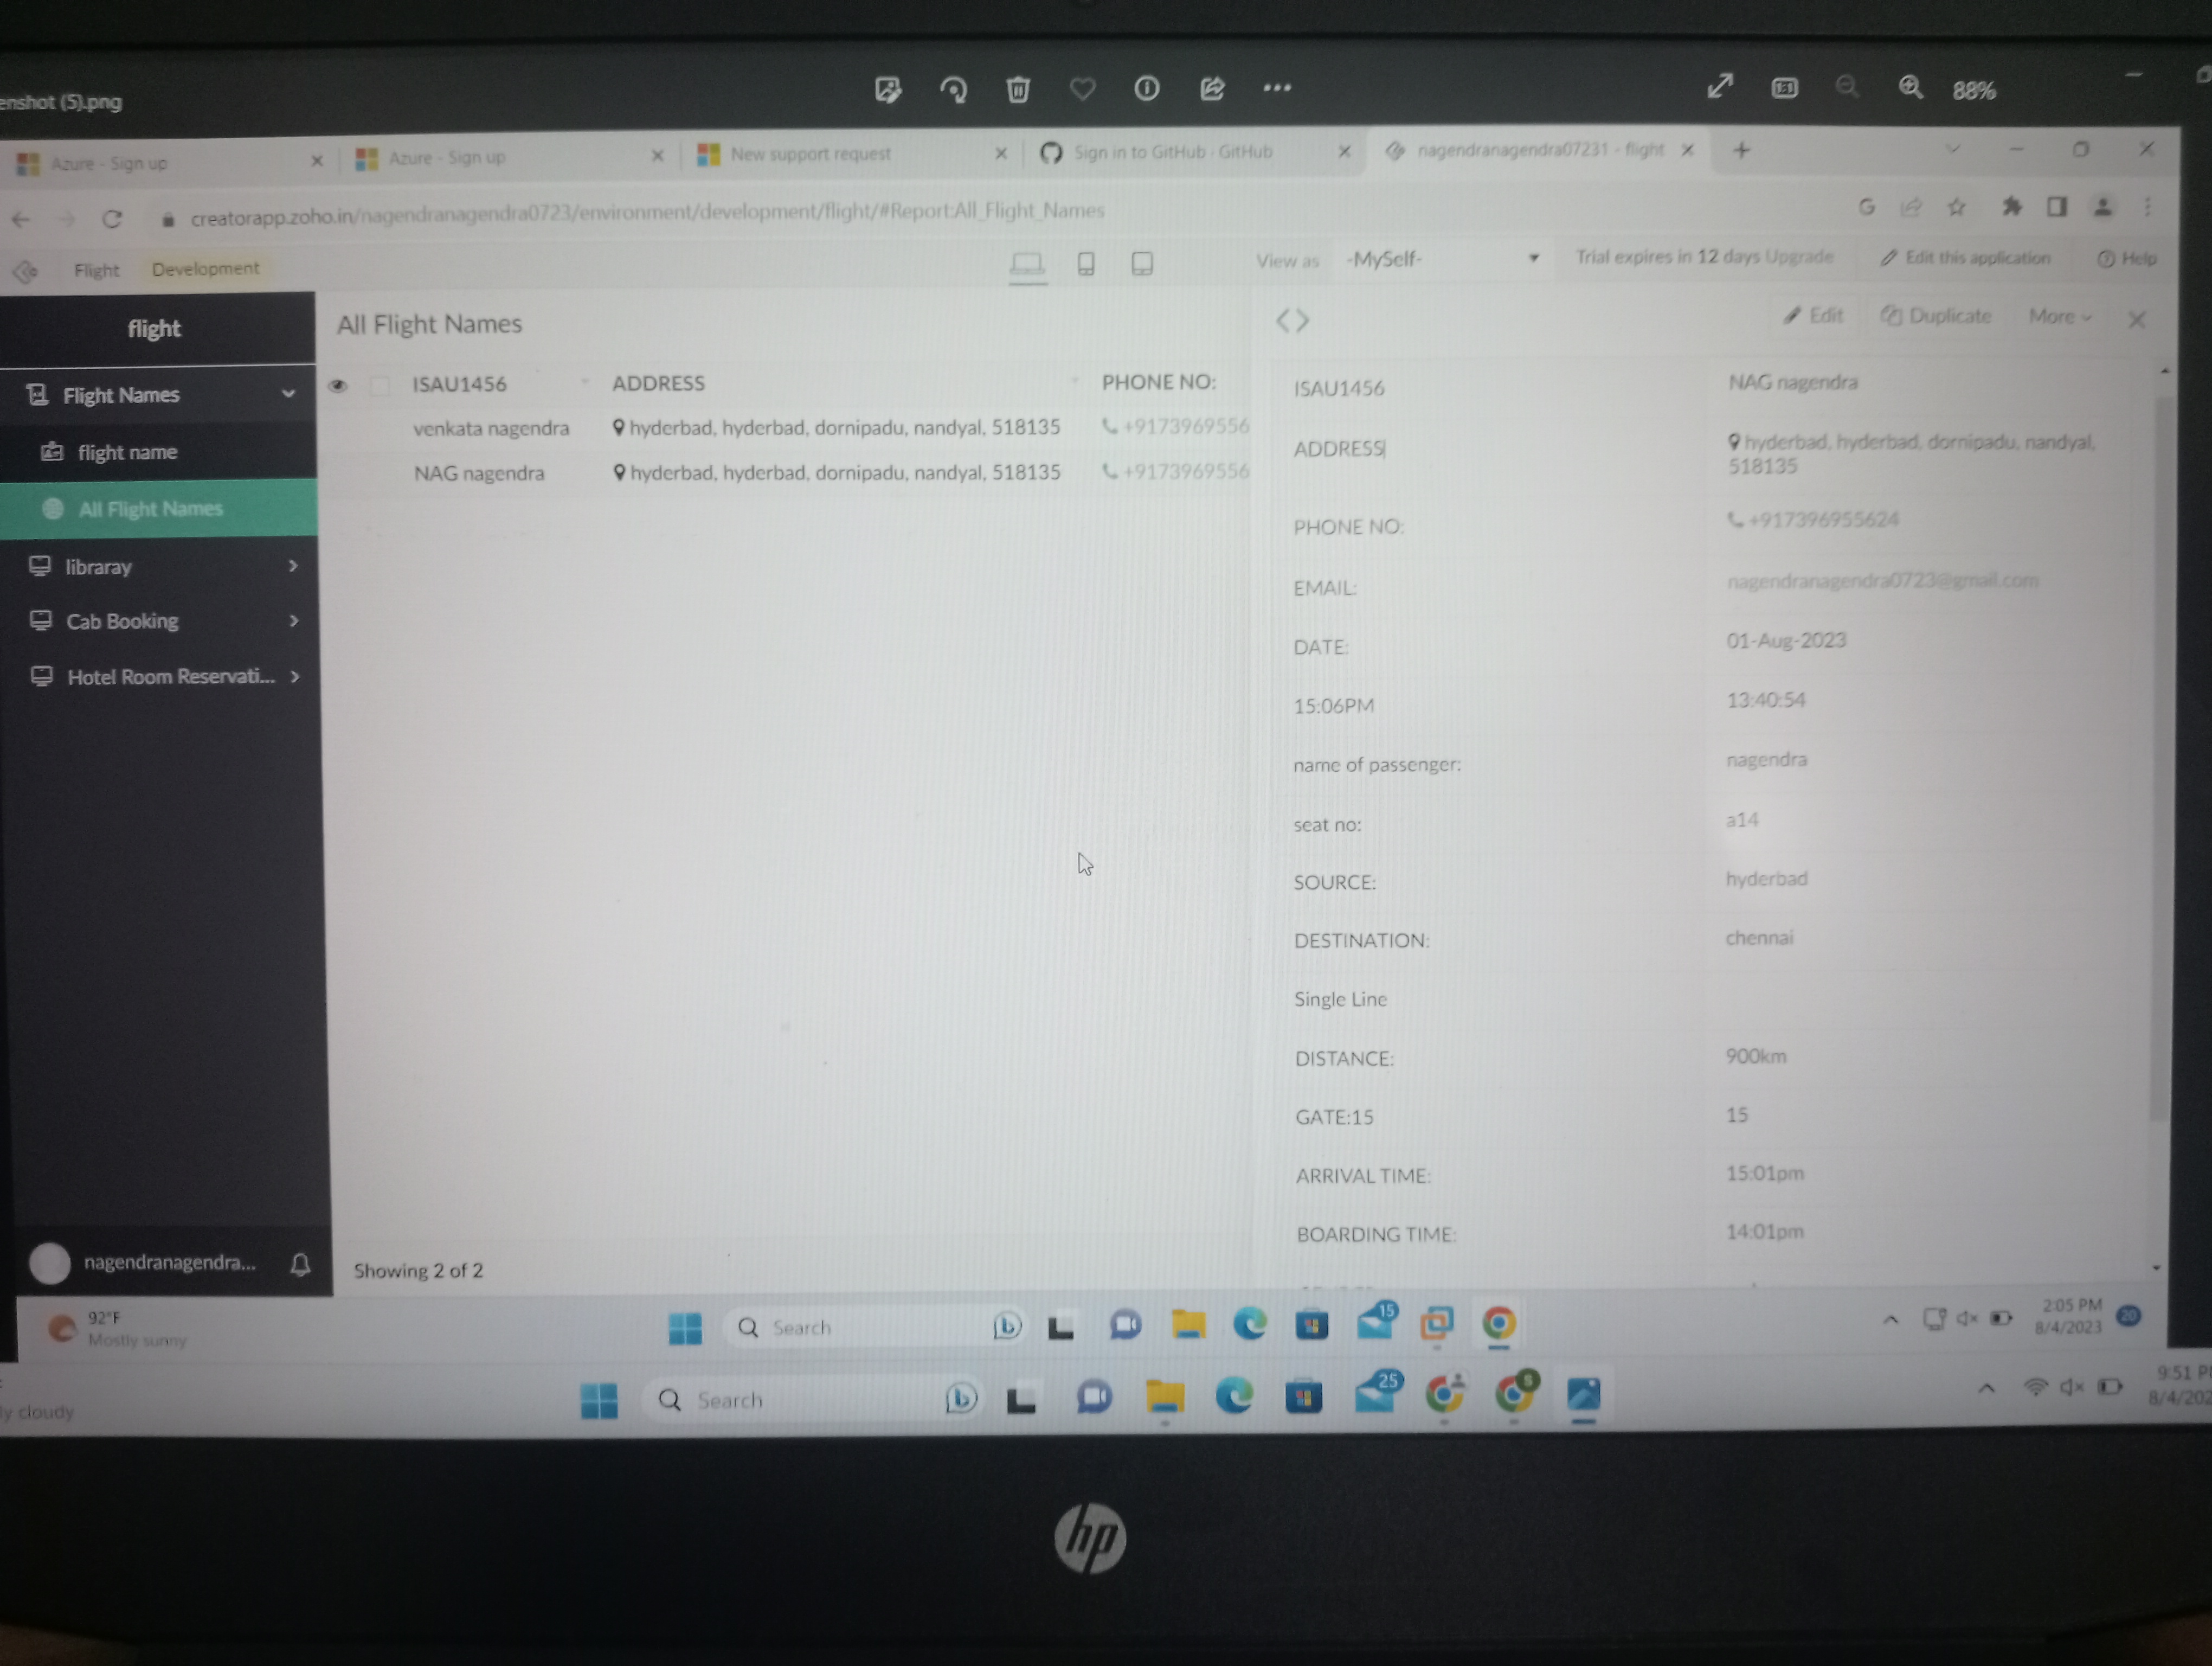 enshot (5).png
88%
Azure - Sign up
Azure - Sign up
New support request
Sign in to GitHub · GitHub
nagendranagendra07231 - flight
creatorapp.zoho.in/nagendranagendra0723/environment/development/flight/#Report:All_Flight_Names
Flight
Development
View as
-MySelf-
Trial expires in 12 days Upgrade
Edit this application
Help
flight
Flight Names
flight name
All Flight Names
libraray
Cab Booking
Hotel Room Reservati...
nagendranagendra...
All Flight Names
ISAU1456 ADDRESS PHONE NO:
venkata nagendra hyderbad, hyderbad, dornipadu, nandyal, 518135 +9173969556
NAG nagendra hyderbad, hyderbad, dornipadu, nandyal, 518135 +9173969556
Showing 2 of 2
Edit Duplicate More
ISAU1456 NAG nagendra
ADDRESS hyderbad, hyderbad, dornipadu, nandyal,
518135
PHONE NO: +917396955624
EMAIL: nagendranagendra0723@gmail.com
DATE: 01-Aug-2023
15:06PM 13:40:54
name of passenger: nagendra
seat no: a14
SOURCE: hyderbad
DESTINATION: chennai
Single Line
DISTANCE: 900km
GATE:15 15
ARRIVAL TIME: 15:01pm
BOARDING TIME: 14:01pm
92°F
Mostly sunny
Search
15
2:05 PM
8/4/2023
20
ly cloudy
Search
25
S
9:51 P
8/4/202
hp